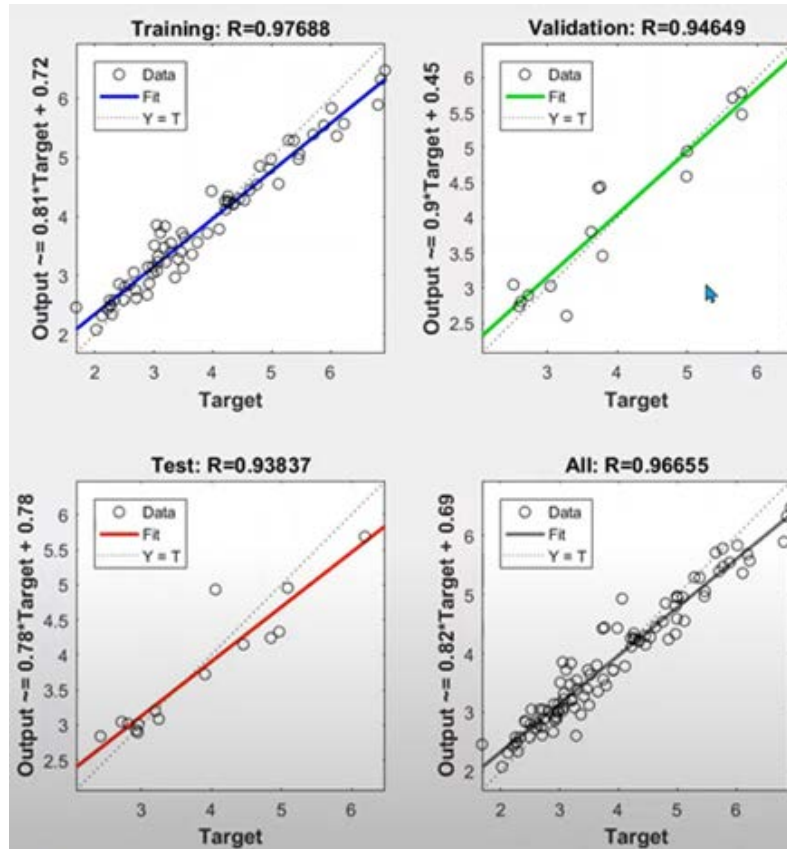 Training: R=0.97688
Output ~= 0.81*Target + 0.72
6
5
4
3
2
Data
Fit
Y = T
2 3 4 5 6
Target
Validation: R=0.94649
Output ~= 0.9*Target + 0.45
6
5.5
5
4.5
4
3.5
3
2.5
Data
Fit
Y = T
3 4 5 6
Target
Test: R=0.93837
Output ~= 0.78*Target + 0.78
6
5.5
5
4.5
4
3.5
3
2.5
Data
Fit
Y = T
3 4 5 6
Target
All: R=0.96655
Output ~= 0.82*Target + 0.69
6
5
4
3
2
Data
Fit
Y = T
2 3 4 5 6
Target